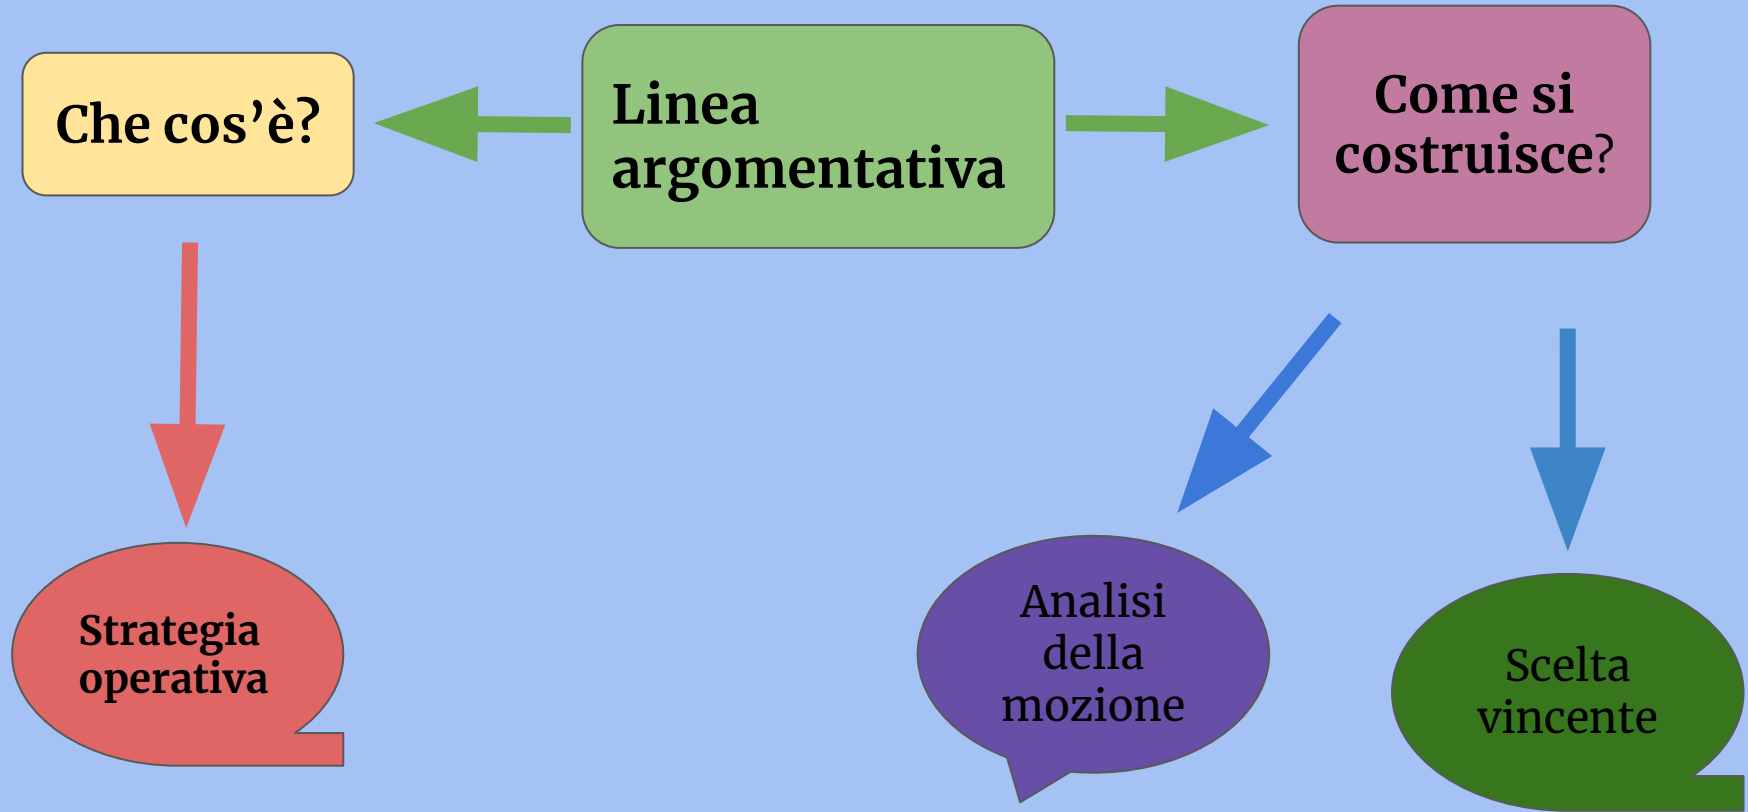 Che cos’è?
Linea
argomentativa
Come si
costruisce?
Strategia
operativa
Analisi
della
mozione
Scelta
vincente